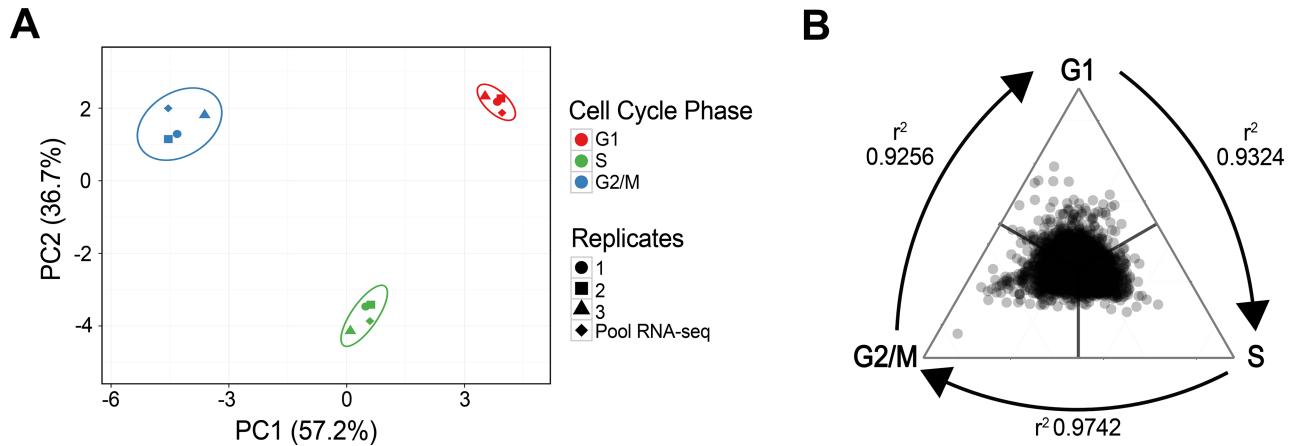 A
PC2 (36.7%)
2
0
-2
-4
-6
-3
0
3
PC1 (57.2%)
Cell Cycle Phase
G1
S
G2/M
Replicates
1
2
3
Pool RNA-seq
B
G1
r²
0.9256
r²
0.9324
G2/M
S
r² 0.9742